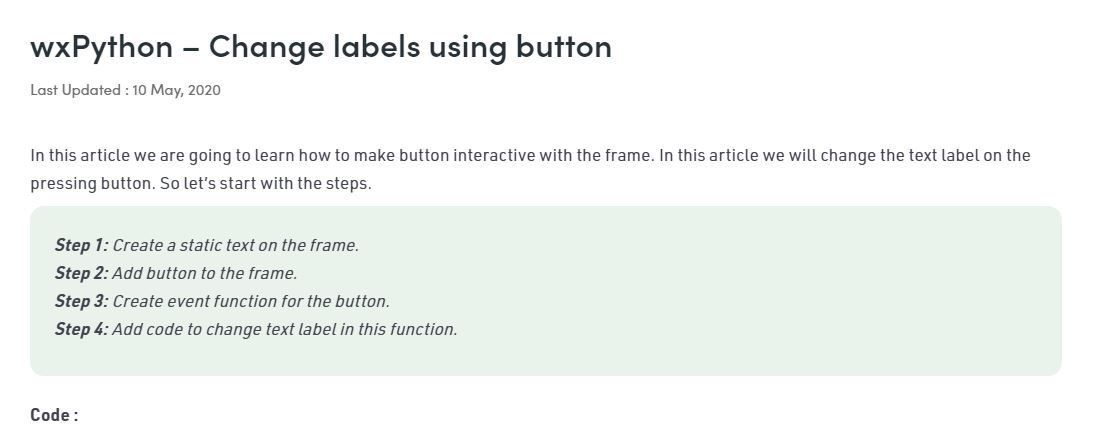 wxPython – Change labels using button
Last Updated : 10 May, 2020
In this article we are going to learn how to make button interactive with the frame. In this article we will change the text label on the
pressing button. So let’s start with the steps.
Step 1: Create a static text on the frame.
Step 2: Add button to the frame.
Step 3: Create event function for the button.
Step 4: Add code to change text label in this function.
Code :